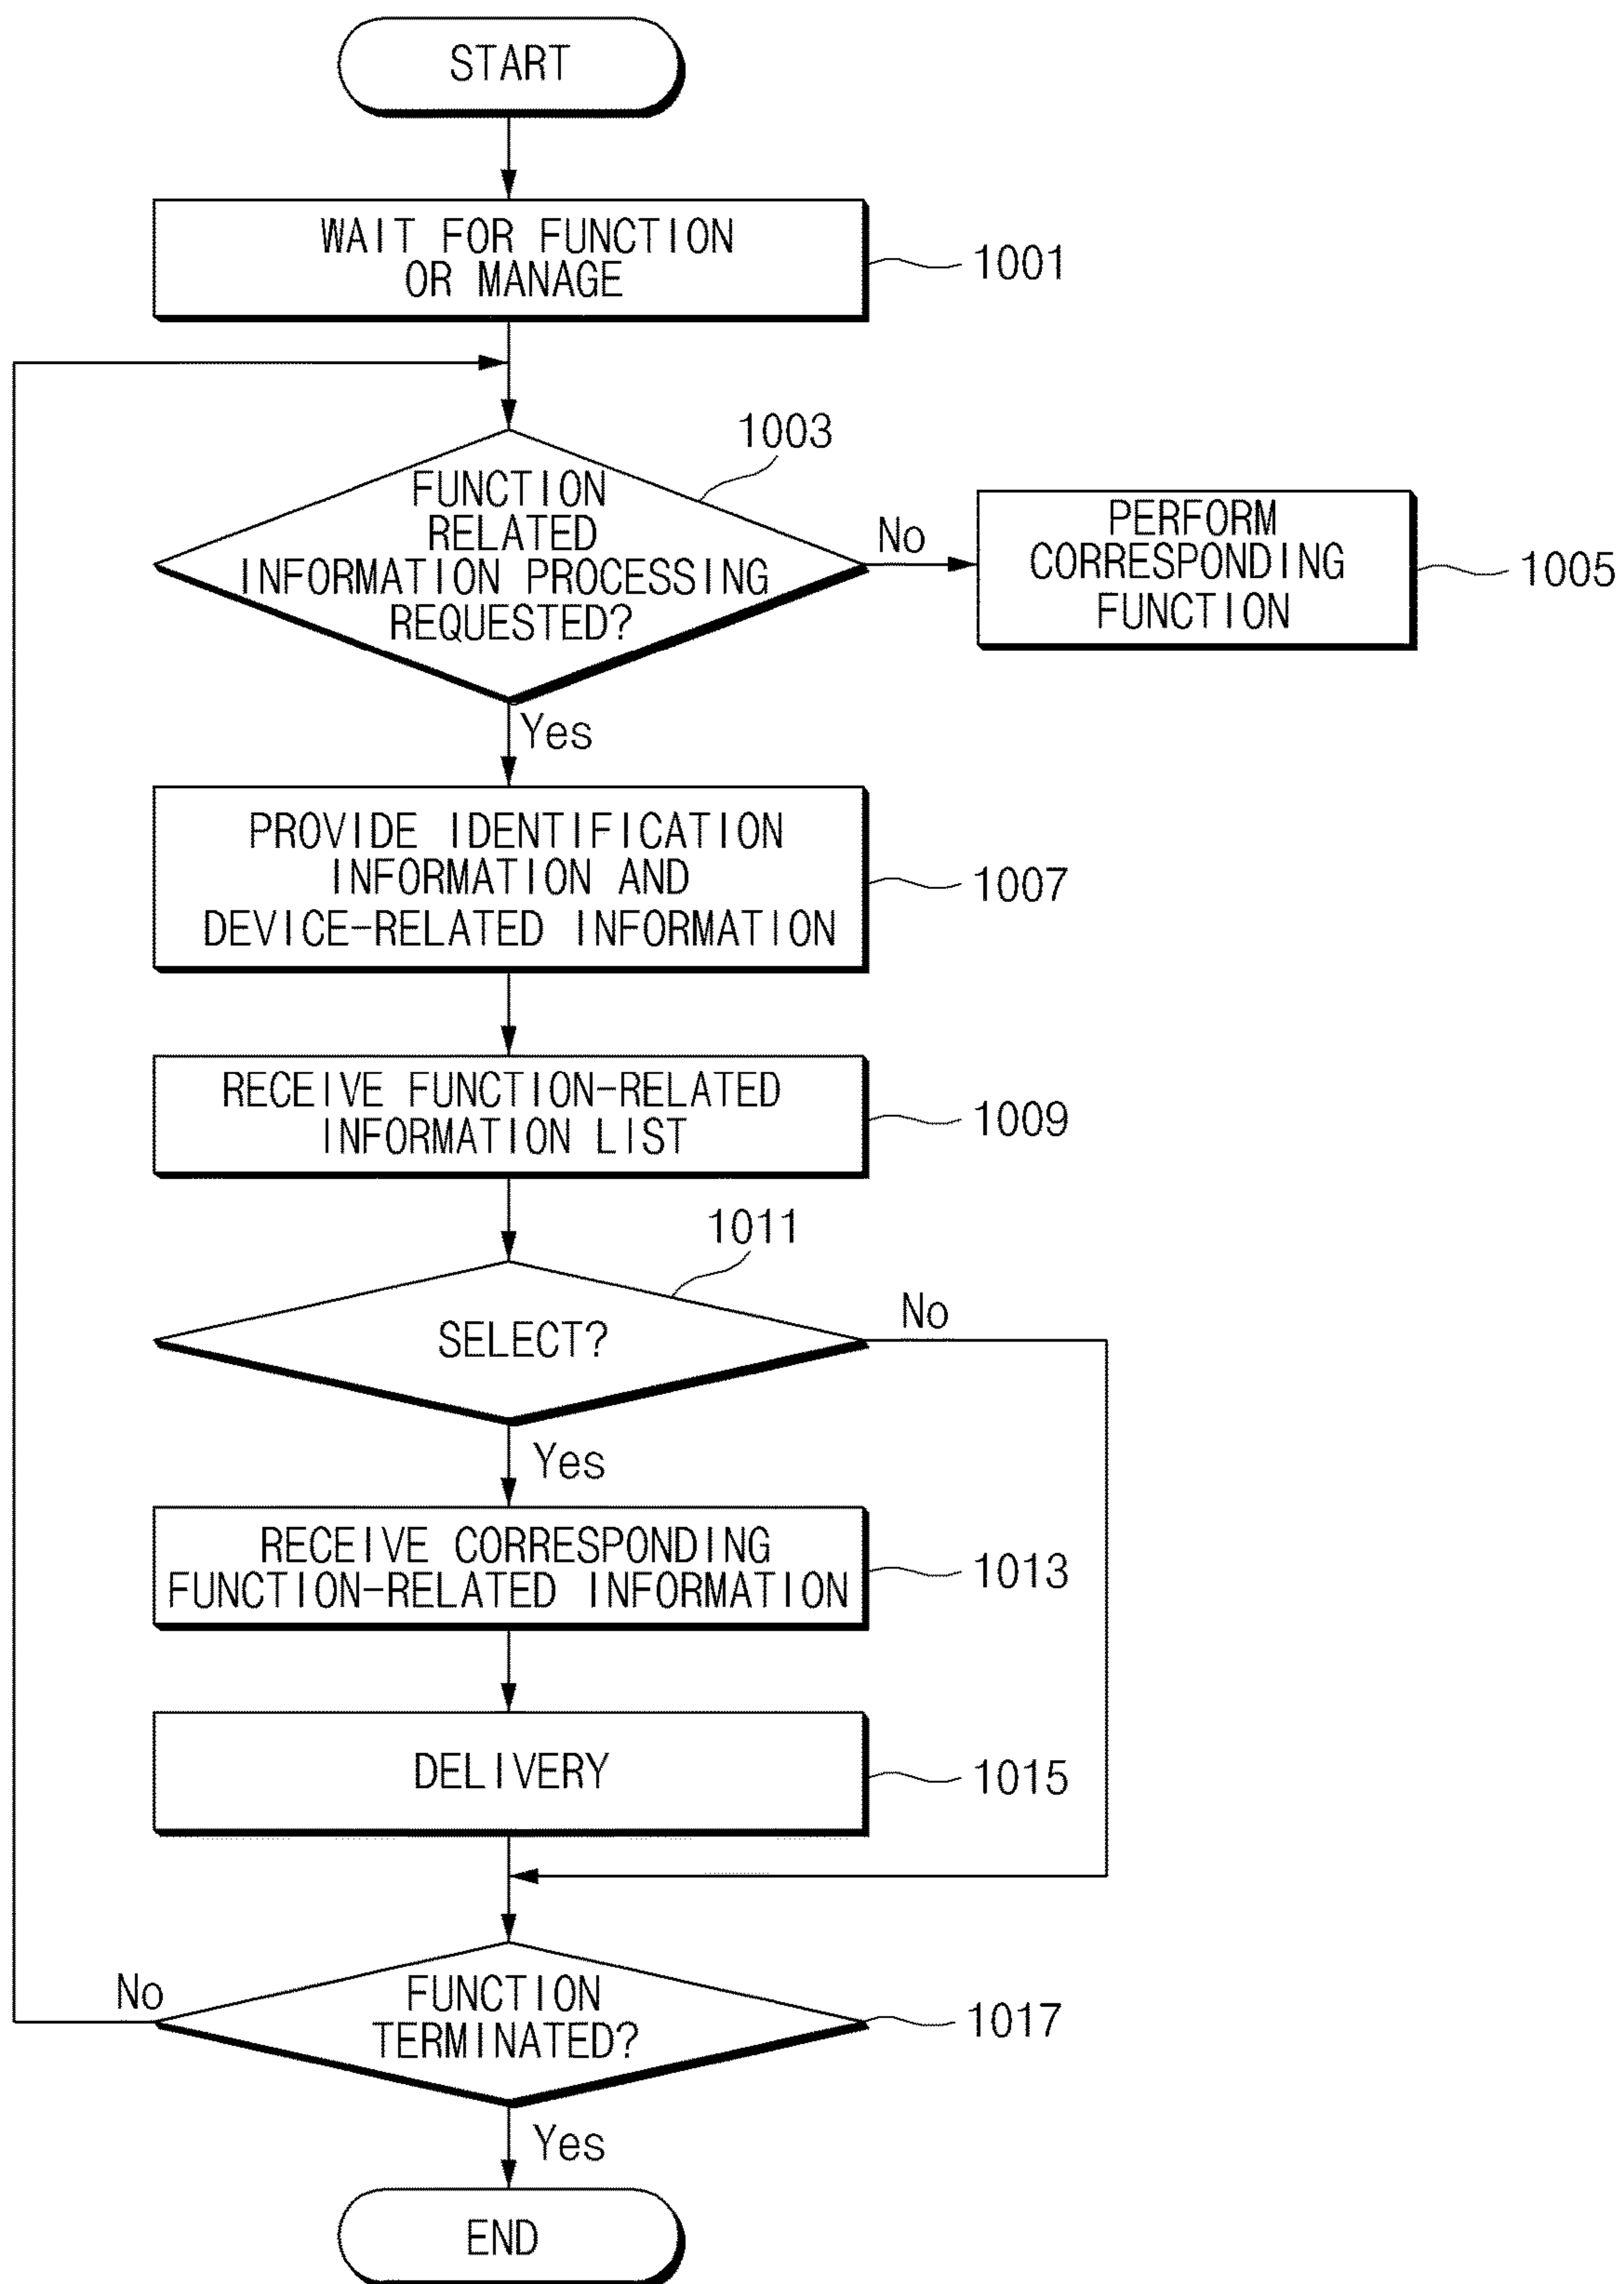 START
WAIT FOR FUNCTION
OR MANAGE
1001
1003
FUNCTION
RELATED
INFORMATION PROCESSING
REQUESTED?
No
PERFORM
CORRESPONDING
FUNCTION
1005
Yes
PROVIDE IDENTIFICATION
INFORMATION AND
DEVICE-RELATED INFORMATION
1007
RECEIVE FUNCTION-RELATED
INFORMATION LIST
1009
1011
SELECT?
No
Yes
RECEIVE CORRESPONDING
FUNCTION-RELATED INFORMATION
1013
DELIVERY
1015
No
FUNCTION
TERMINATED?
1017
Yes
END